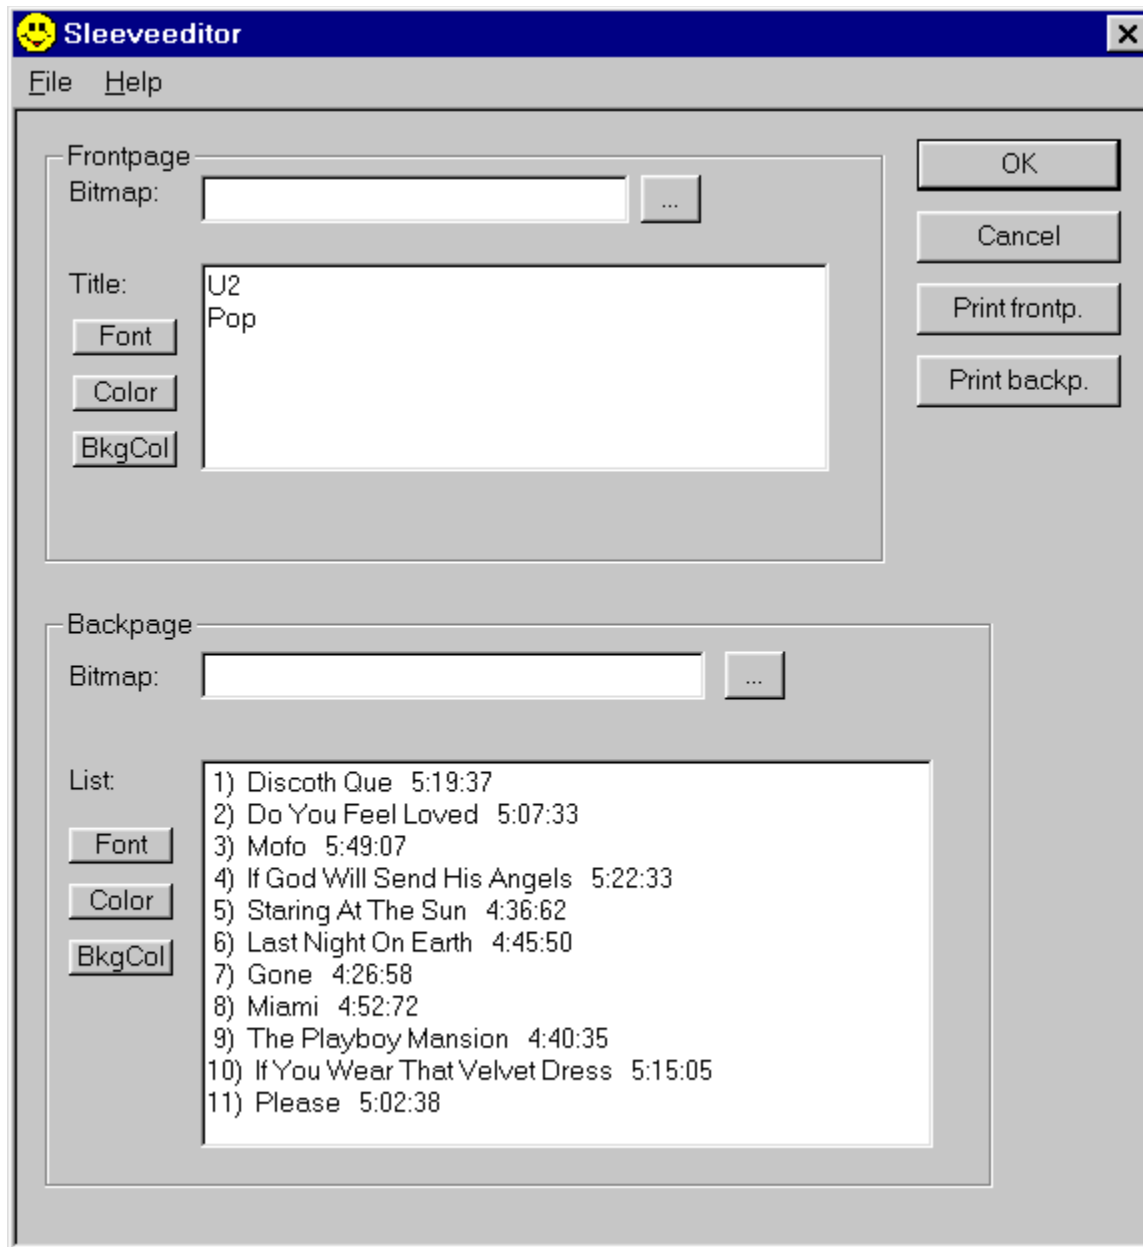 Sleeveeditor
File Help
Frontpage
Bitmap: ...
Title:
U2
Pop
Font
Color
BkgCol
OK
Cancel
Print frontp.
Print backp.
Backpage
Bitmap: ...
List:
Font
Color
BkgCol
1) Discoth Que 5:19:37
2) Do You Feel Loved 5:07:33
3) Mofo 5:49:07
4) If God Will Send His Angels 5:22:33
5) Staring At The Sun 4:36:62
6) Last Night On Earth 4:45:50
7) Gone 4:26:58
8) Miami 4:52:72
9) The Playboy Mansion 4:40:35
10) If You Wear That Velvet Dress 5:15:05
11) Please 5:02:38